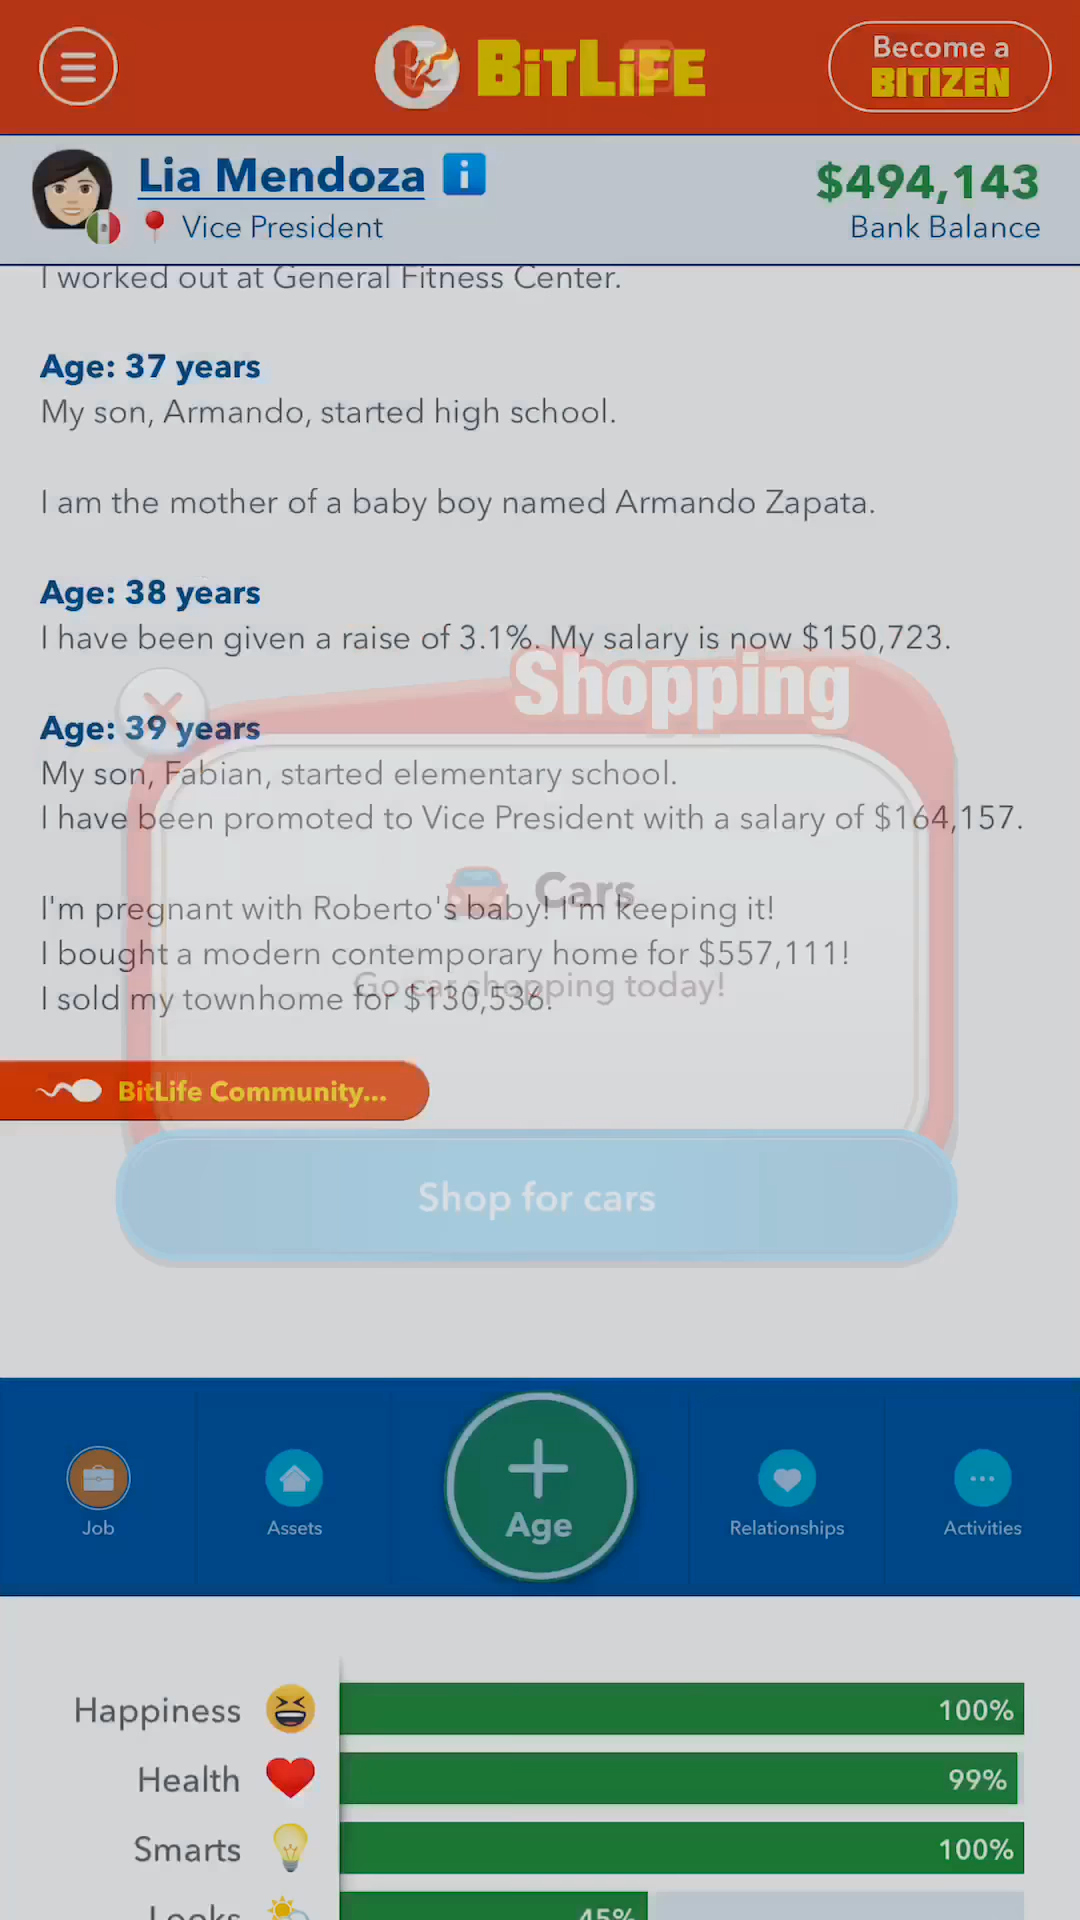 BITLIFE
Become a
BITIZEN
Lia Mendoza
$494,143
Vice President
Bank Balance
I worked out at General Fitness Center.
Age: 37 years
My son, Armando, started high school.
I am the mother of a baby boy named Armando Zapata.
Age: 38 years
I have been given a raise of 3.1%. My salary is now $150,723.
Shopping
Age: 39 years
My son, Fabian, started elementary school.
I have been promoted to Vice President with a salary of $164,157.
Cars
I'm pregnant with Roberto's baby! I'm keeping it!
I bought a modern contemporary home for $557,111!
Go car shopping today!
I sold my townhome for $130,536.
BitLife Community...
Shop for cars
Job
Assets
Age
Relationships
Activities
Happiness
100%
Health
99%
Smarts
100%
Looks
45%